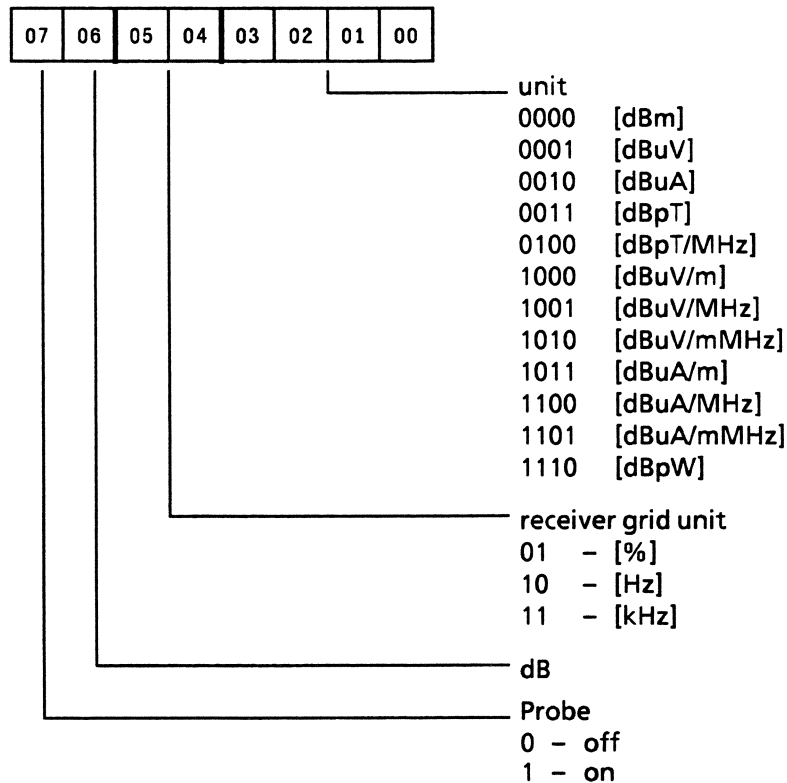 07 06 05 04 03 02 01 00
unit
0000 [dBm]
0001 [dBuV]
0010 [dBuA]
0011 [dBpT]
0100 [dBpT/MHz]
1000 [dBuV/m]
1001 [dBuV/MHz]
1010 [dBuV/mMHz]
1011 [dBuA/m]
1100 [dBuA/MHz]
1101 [dBuA/mMHz]
1110 [dBpW]
receiver grid unit
01 – [%]
10 – [Hz]
11 – [kHz]
dB
Probe
0 – off
1 – on